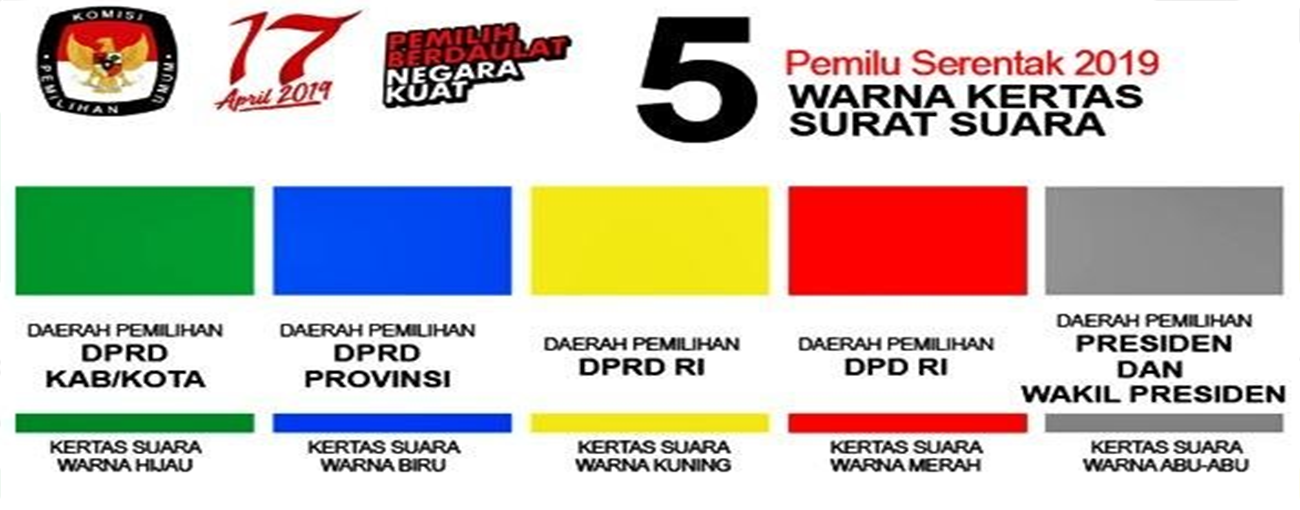 KOMISI
PEMILIHAN UMUM
17
April 2019
PEMILIH
BERDAULAT
NEGARA
KUAT
5
Pemilu Serentak 2019
WARNA KERTAS
SURAT SUARA
DAERAH PEMILIHAN
DPRD
KAB/KOTA
KERTAS SUARA
WARNA HIJAU
DAERAH PEMILIHAN
DPRD
PROVINSI
KERTAS SUARA
WARNA BIRU
DAERAH PEMILIHAN
DPRD RI
KERTAS SUARA
WARNA KUNING
DAERAH PEMILIHAN
DPD RI
KERTAS SUARA
WARNA MERAH
DAERAH PEMILIHAN
PRESIDEN
DAN
WAKIL PRESIDEN
KERTAS SUARA
WARNA ABU-ABU